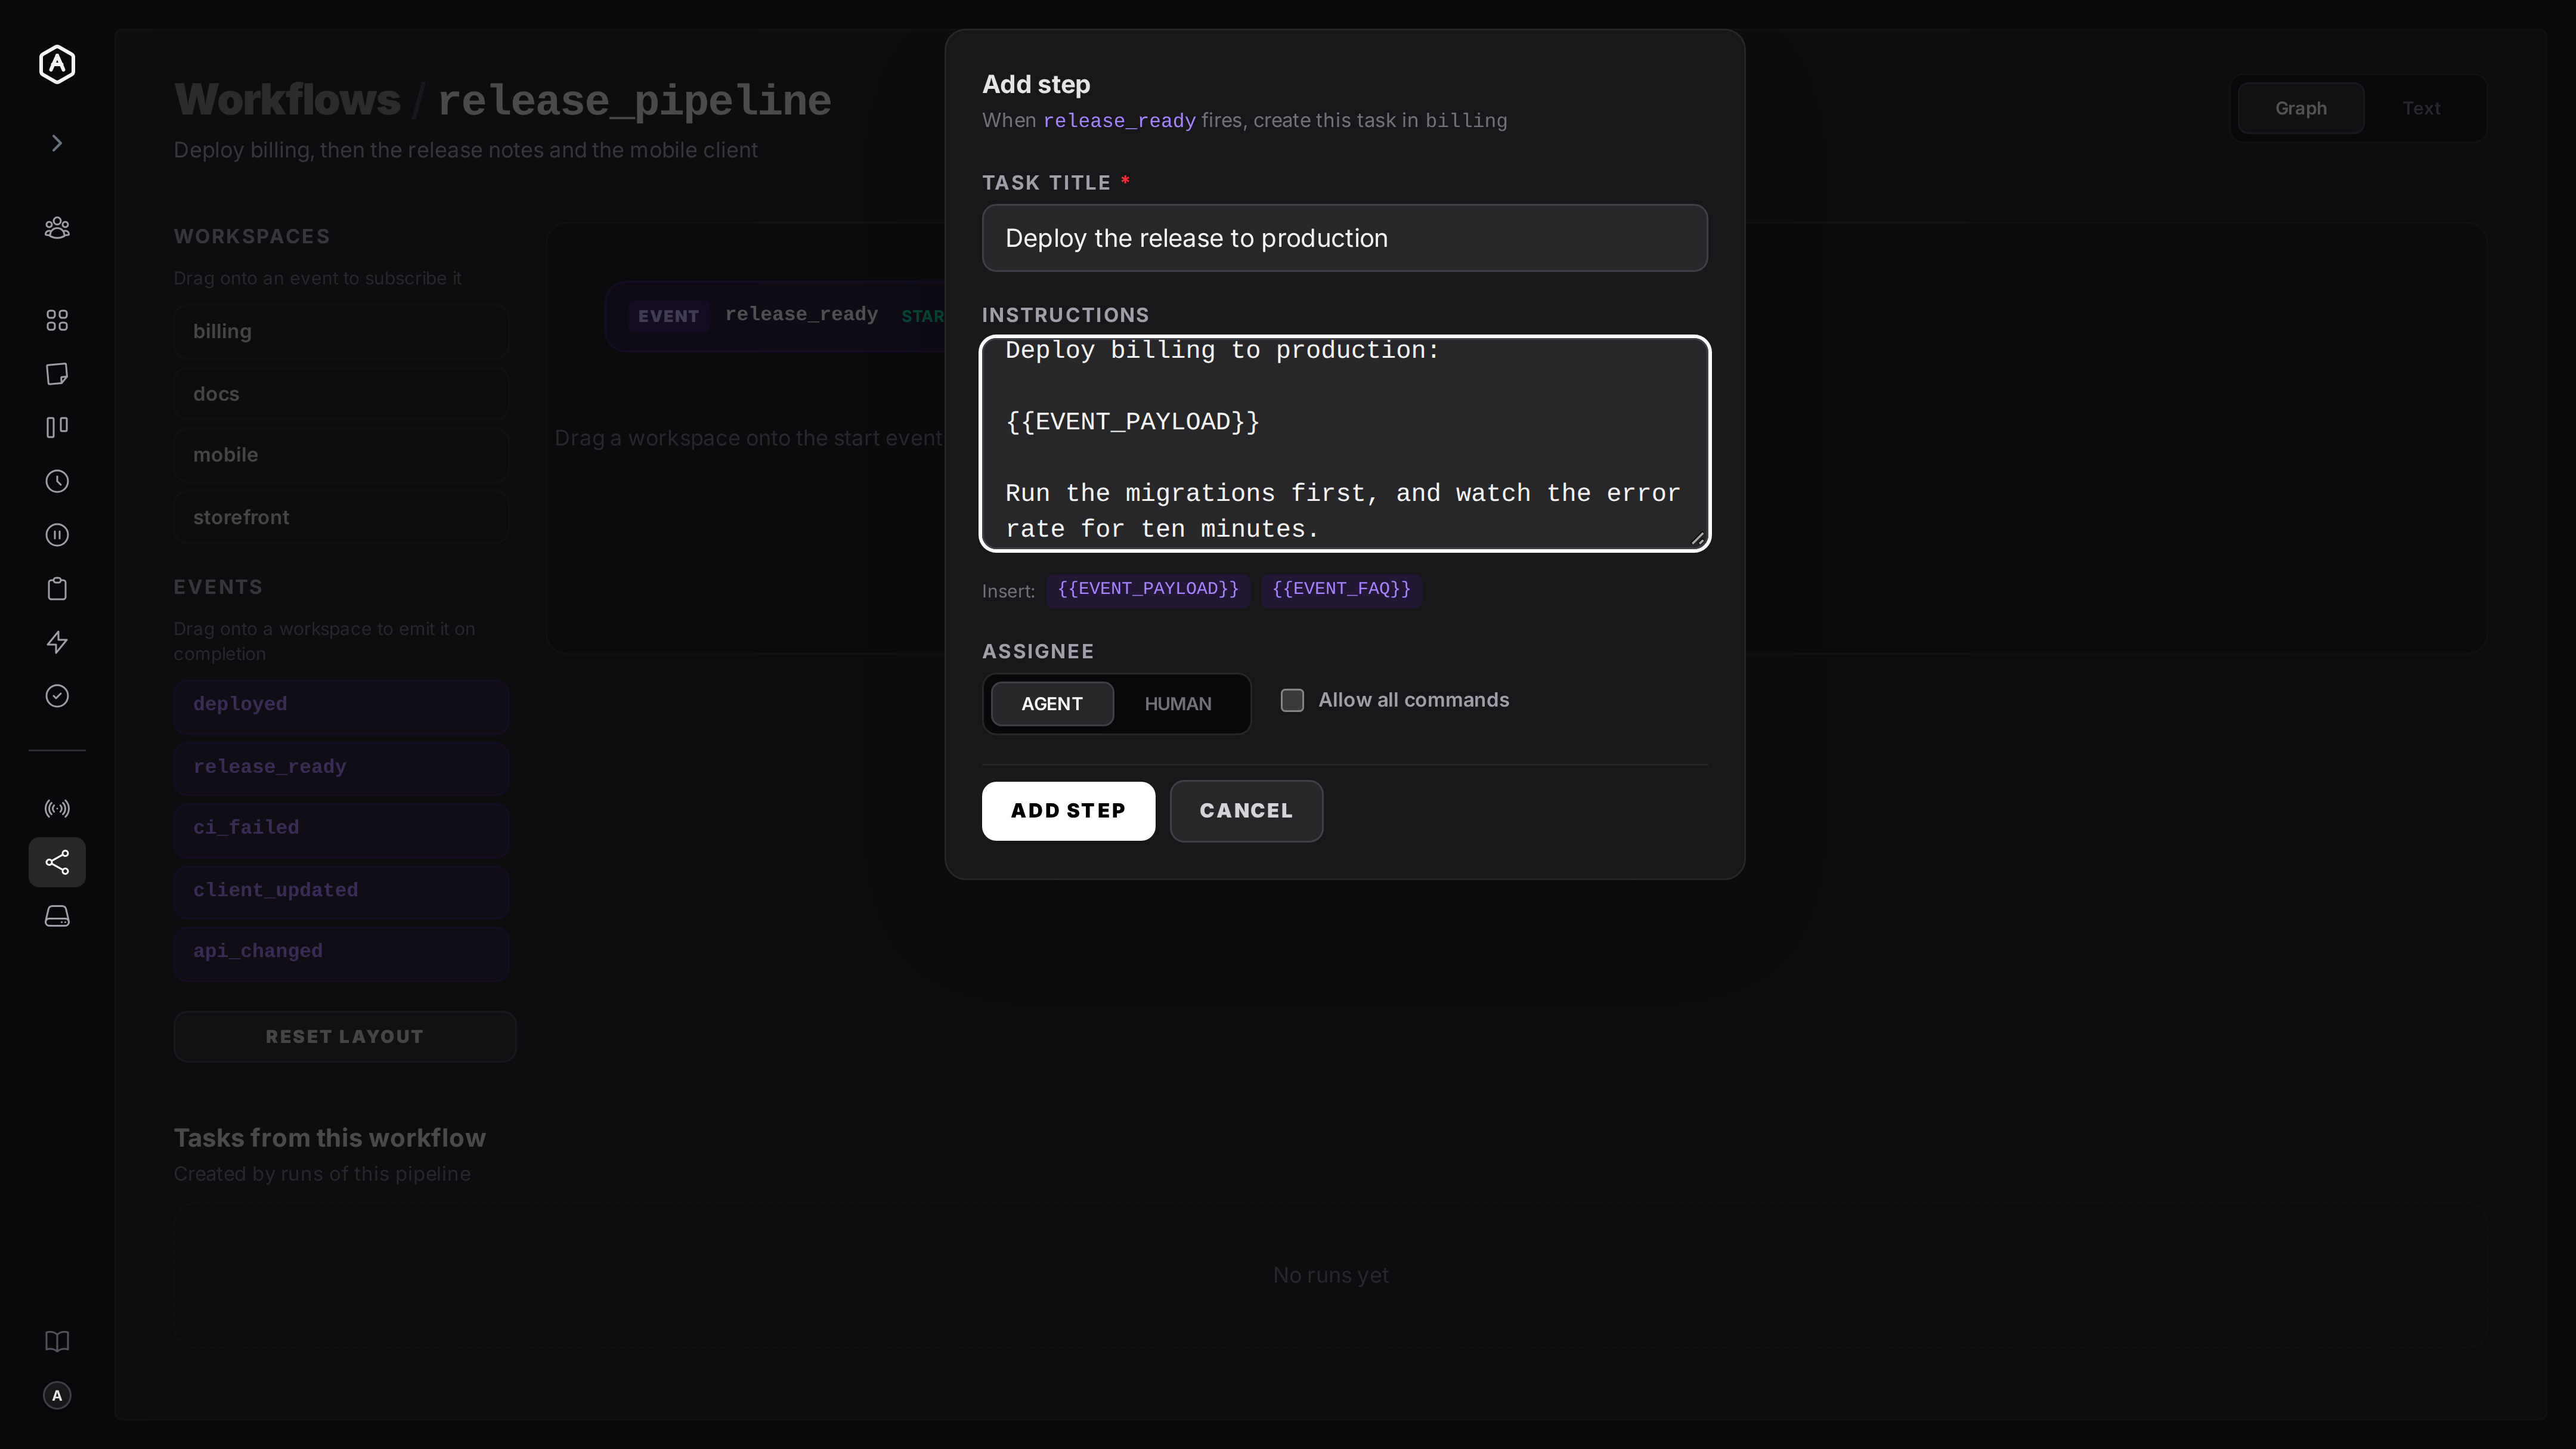 Workflows / release_pipeline
Deploy billing, then the release notes and the mobile client
Graph
Text
WORKSPACES
Drag onto an event to subscribe it
billing
docs
mobile
storefront
EVENTS
Drag onto a workspace to emit it on
completion
deployed
release_ready
ci_failed
client_updated
api_changed
RESET LAYOUT
EVENT release_ready STAR
Drag a workspace onto the start event
Add step
When release_ready fires, create this task in billing
TASK TITLE *
Deploy the release to production
INSTRUCTIONS
Deploy billing to production:
{{EVENT_PAYLOAD}}
Run the migrations first, and watch the error
rate for ten minutes.
Insert: {{EVENT_PAYLOAD}} {{EVENT_FAQ}}
ASSIGNEE
AGENT
HUMAN
Allow all commands
ADD STEP
CANCEL
Tasks from this workflow
Created by runs of this pipeline
No runs yet
A